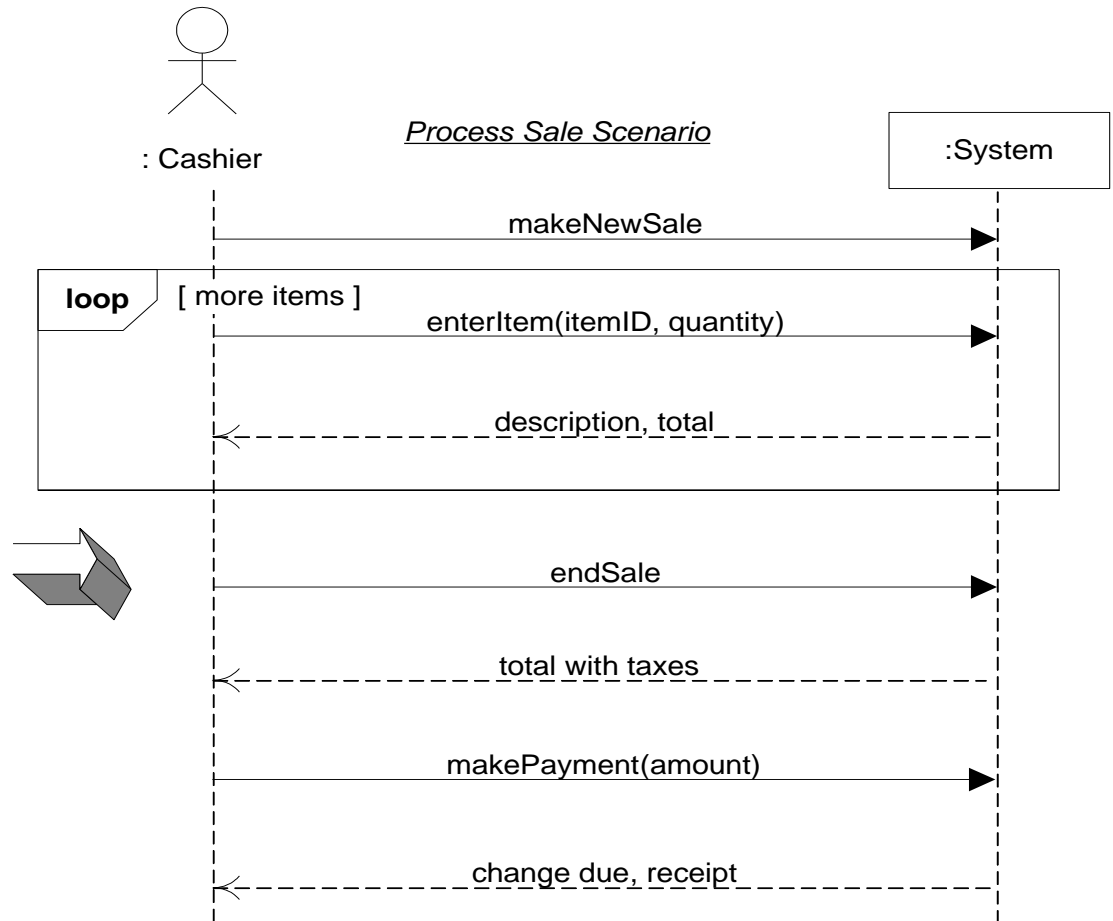 Process Sale Scenario
: Cashier
:System
makeNewSale
loop
[ more items ]
enterItem(itemID, quantity)
description, total
endSale
total with taxes
makePayment(amount)
change due, receipt